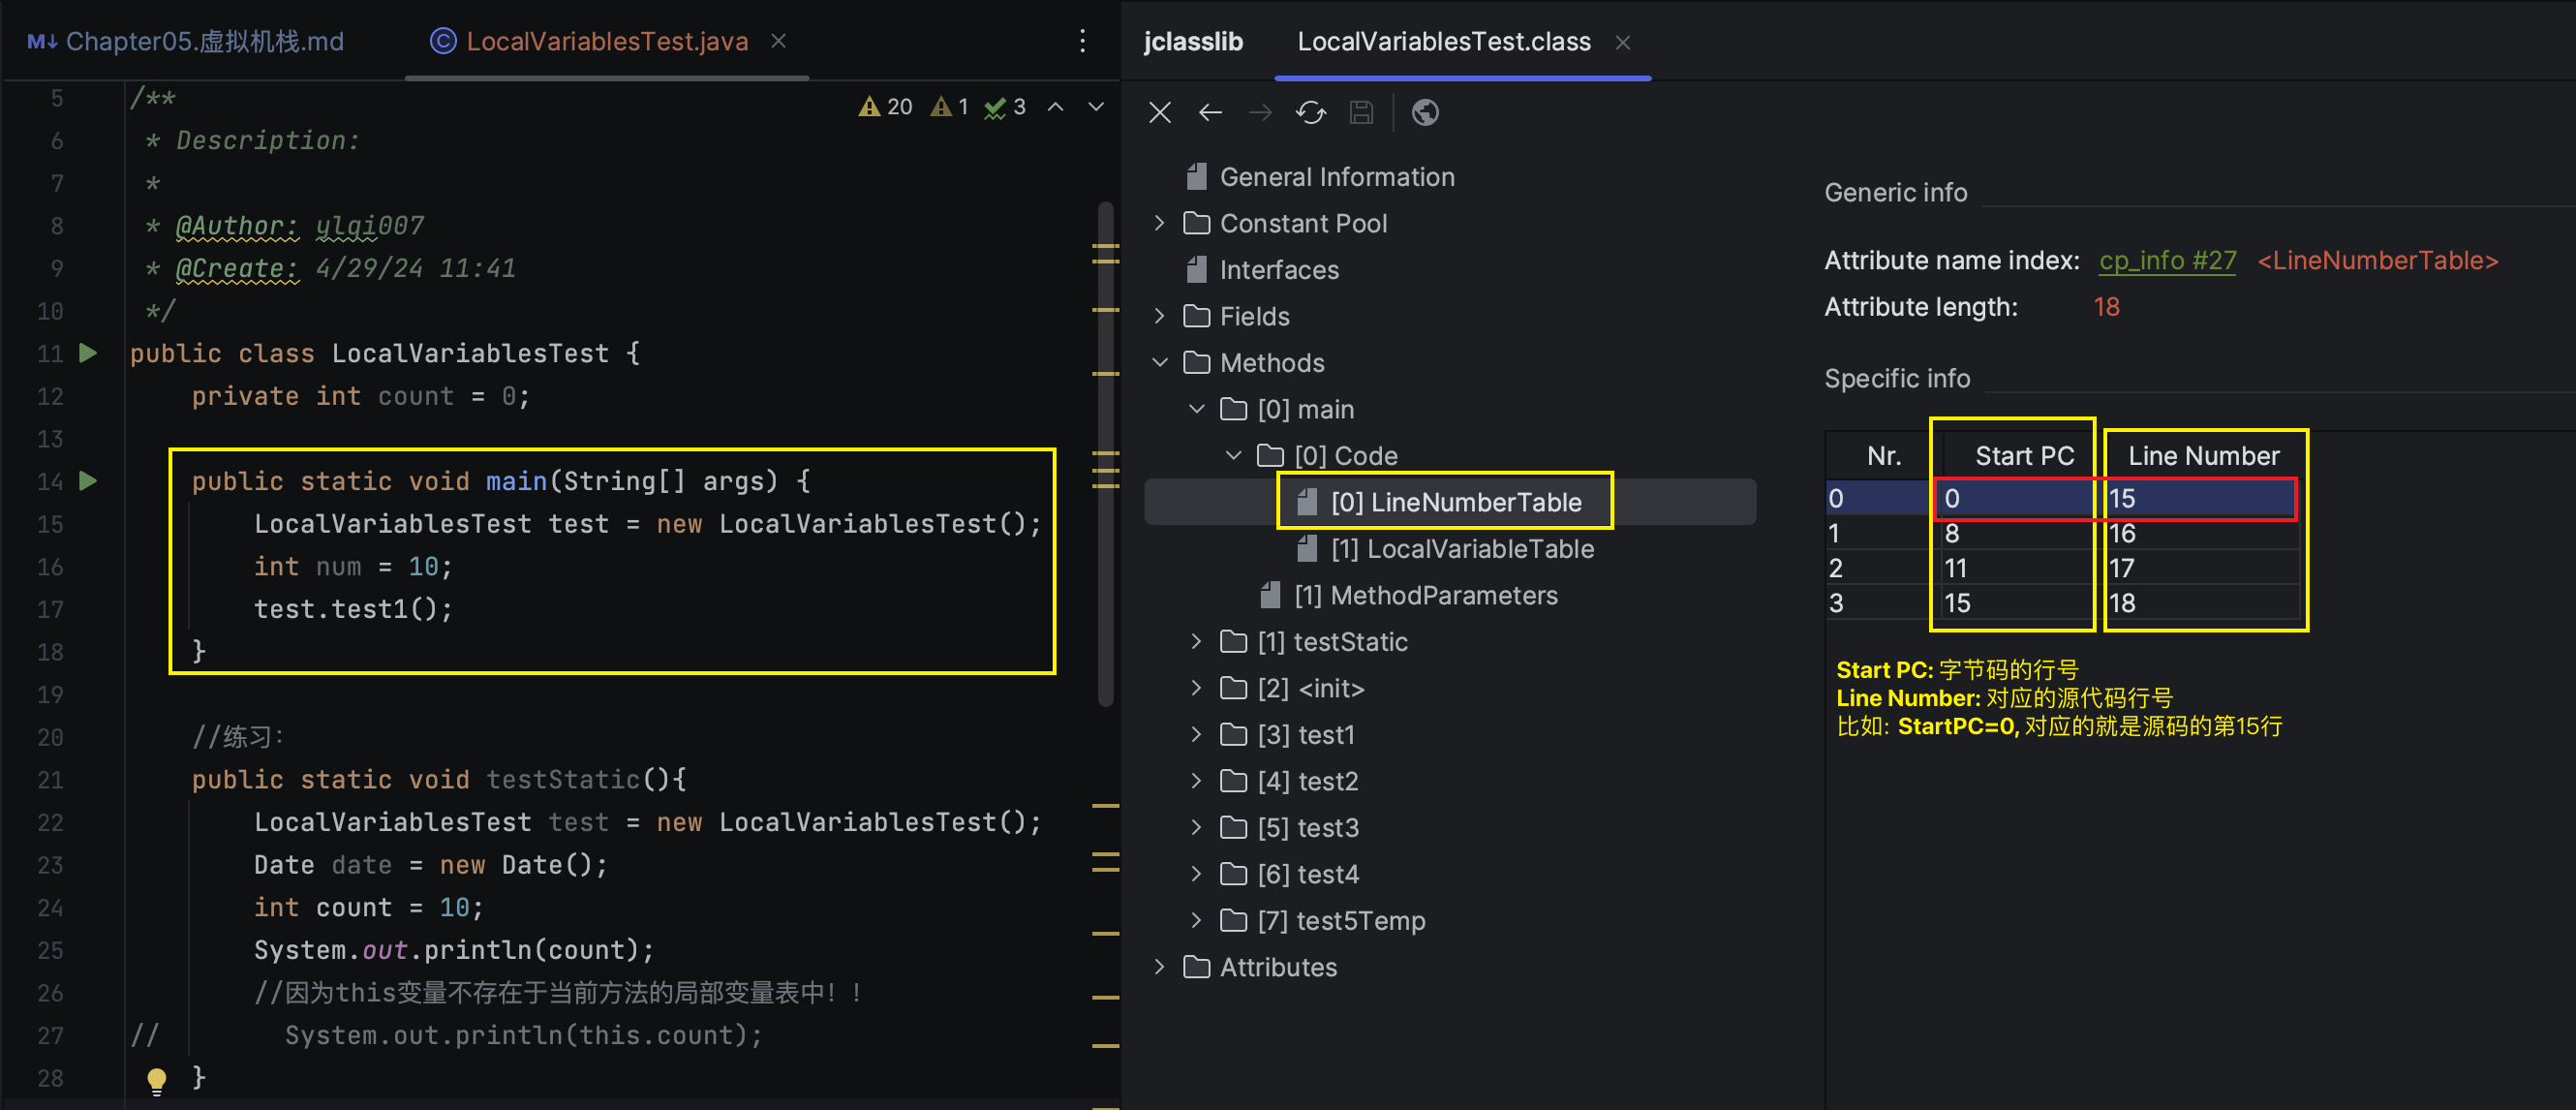 Chapter05.虚拟机栈.md
LocalVariablesTest.java
20 1 3
5 /**
6 * Description:
7 *
8 * @Author: ylqi007
9 * @Create: 4/29/24 11:41
10 */
11 public class LocalVariablesTest {
12 private int count = 0;
13
14 public static void main(String[] args) {
15 LocalVariablesTest test = new LocalVariablesTest();
16 int num = 10;
17 test.test1();
18 }
19
20 //练习:
21 public static void testStatic(){
22 LocalVariablesTest test = new LocalVariablesTest();
23 Date date = new Date();
24 int count = 10;
25 System.out.println(count);
26 //因为this变量不存在于当前方法的局部变量表中！！
27 // System.out.println(this.count);
28 }
jclasslib
LocalVariablesTest.class
General Information
Constant Pool
Interfaces
Fields
Methods
[0] main
[0] Code
[0] LineNumberTable
[1] LocalVariableTable
[1] MethodParameters
[1] testStatic
[2] <init>
[3] test1
[4] test2
[5] test3
[6] test4
[7] test5Temp
Attributes
Generic info
Attribute name index: cp_info #27 <LineNumberTable>
Attribute length: 18
Specific info
Nr. Start PC Line Number
0 0 15
1 8 16
2 11 17
3 15 18
Start PC: 字节码的行号
Line Number: 对应的源代码行号
比如: StartPC=0, 对应的就是源码的第15行